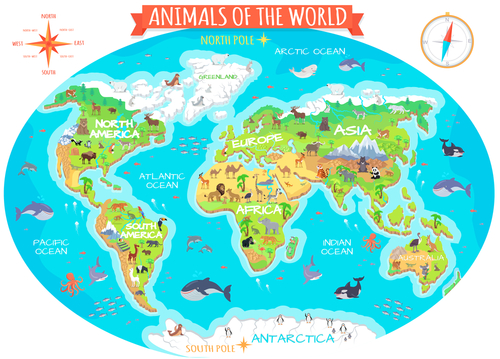 ANIMALS OF THE WORLD
NORTH
WEST
EAST
SOUTH
NORTH POLE
ARCTIC OCEAN
N
W
E
S
GREENLAND
NORTH
AMERICA
EUROPE
ASIA
ATLANTIC
OCEAN
AFRICA
SOUTH
AMERICA
PACIFIC
OCEAN
INDIAN
OCEAN
AUSTRALIA
SOUTH POLE
ANTARCTICA